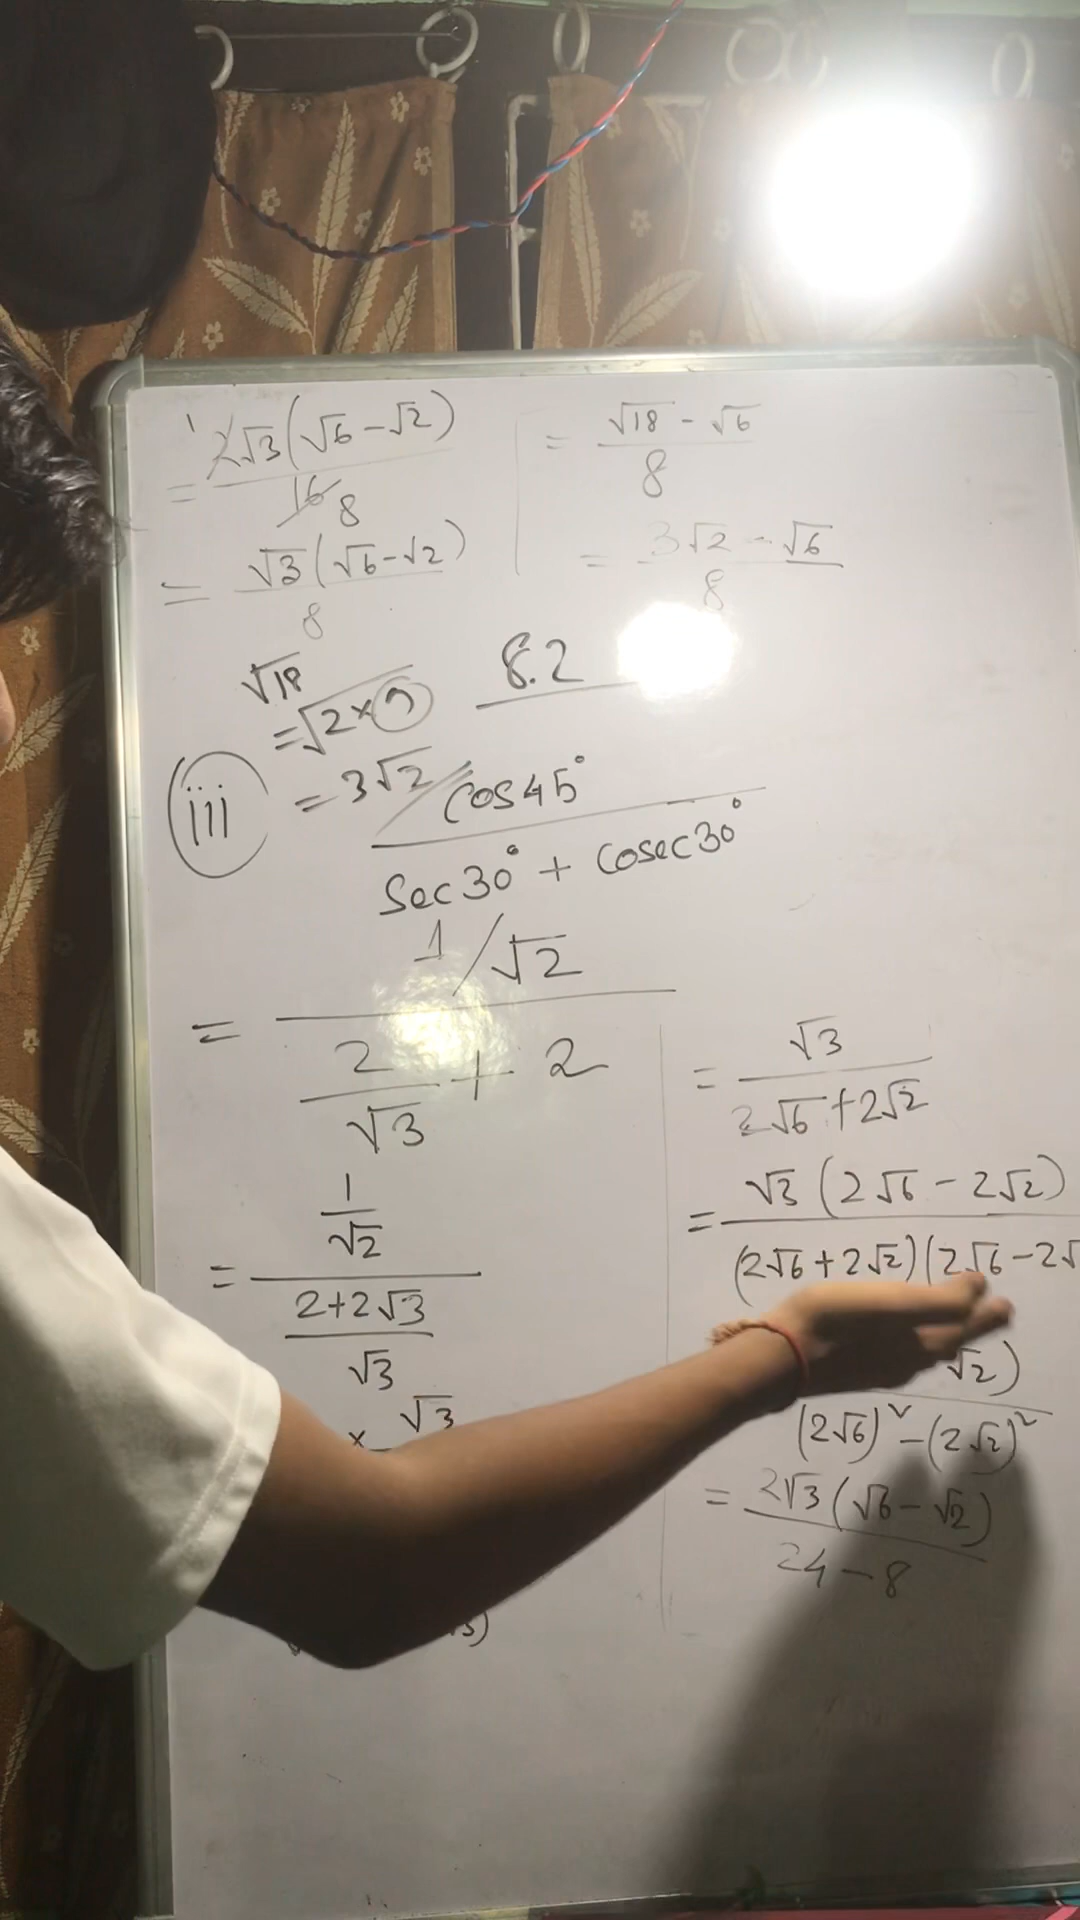 = 2√3(√6-√2) / 16 8
= √3(√6-√2) / 8
= √18 - √6 / 8
= 3√2 - √6 / 8
8.2
√18
= √2×9
= 3√2
(iii) cos45° / Sec30° + Cosec30°
= 1/√2 / 2/√3 + 2
= 1/√2 / 2+2√3/√3
× √3
= √3 / 2√6+2√2
= √3(2√6-2√2) / (2√6+2√2)(2√6-2√
√2) / (2√6)² - (2√2)²
= 2√3(√6-√2) / 24-8